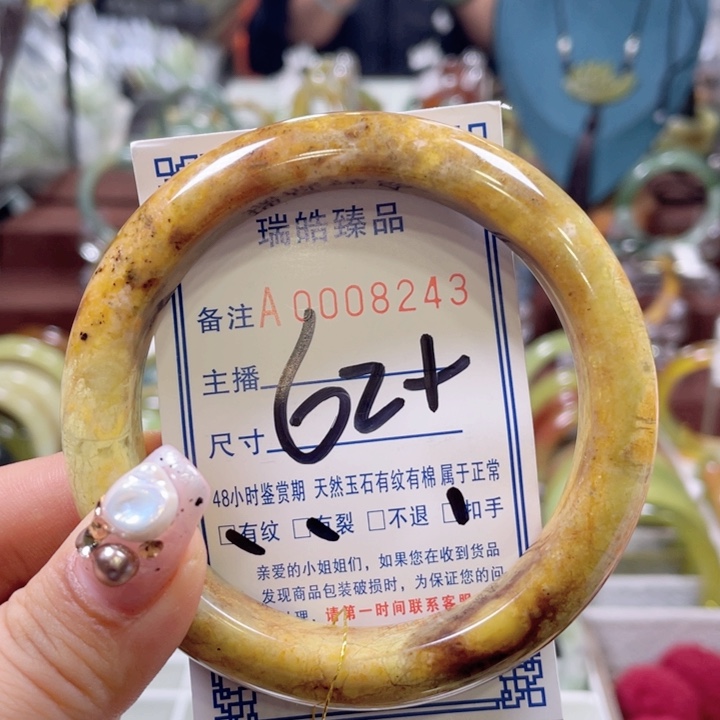 瑞皓臻品
备注 A 0008243
主播
尺寸 62+
48小时鉴赏期 天然玉石有纹有棉 属于正常
□有纹 □有裂 □不退 □扣手
亲爱的小姐姐们，如果您在收到货品
发现商品包装破损时，为保证您的问
理，请第一时间联系客服